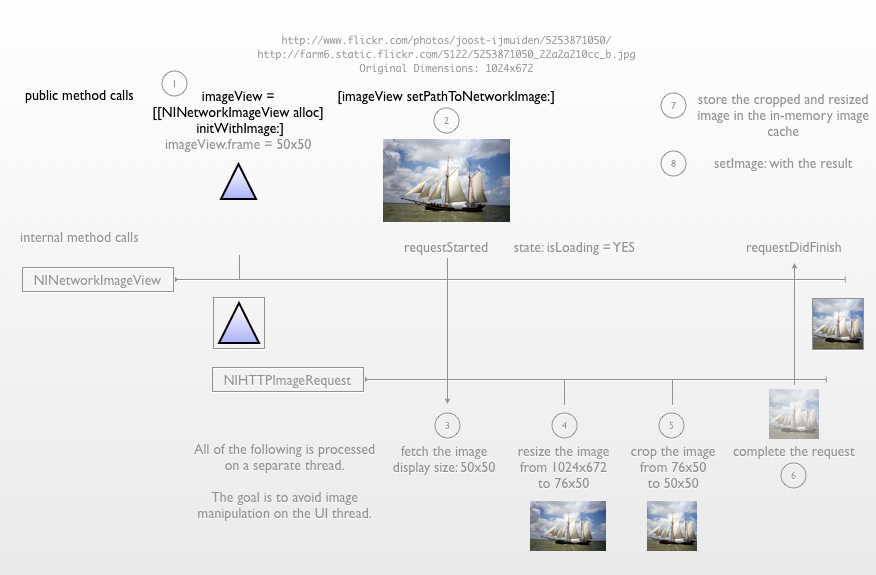 http://www.flickr.com/photos/joost-ijmuiden/5253871050/
http://farm6.static.flickr.com/5122/5253871050_22a2a210cc_b.jpg
Original Dimensions: 1024x672
public method calls
1
imageView =
[[NINetworkImageView alloc]
initWithImage:]
imageView.frame = 50x50
[imageView setPathToNetworkImage:]
2
7
store the cropped and resized
image in the in-memory image
cache
8
setImage: with the result
internal method calls
requestStarted
state: isLoading = YES
requestDidFinish
NINetworkImageView
NIHTTPImageRequest
All of the following is processed
on a separate thread.
The goal is to avoid image
manipulation on the UI thread.
3
fetch the image
display size: 50x50
4
resize the image
from 1024x672
to 76x50
5
crop the image
from 76x50
to 50x50
complete the request
6